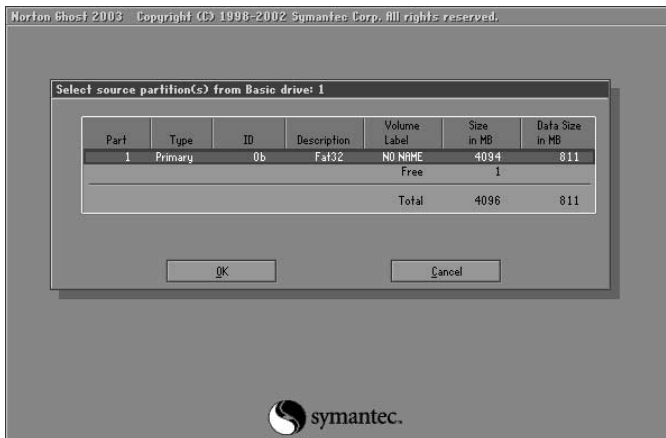 Norton Ghost 2003 Copyright (C) 1998-2002 Symantec Corp. All rights reserved.
Select source partition(s) from Basic drive: 1
Part Type ID Description Volume Label Size in MB Data Size in MB
1 Primary 0b Fat32 NO NAME 4094 811
Free 1
Total 4096 811
OK Cancel
symantec.